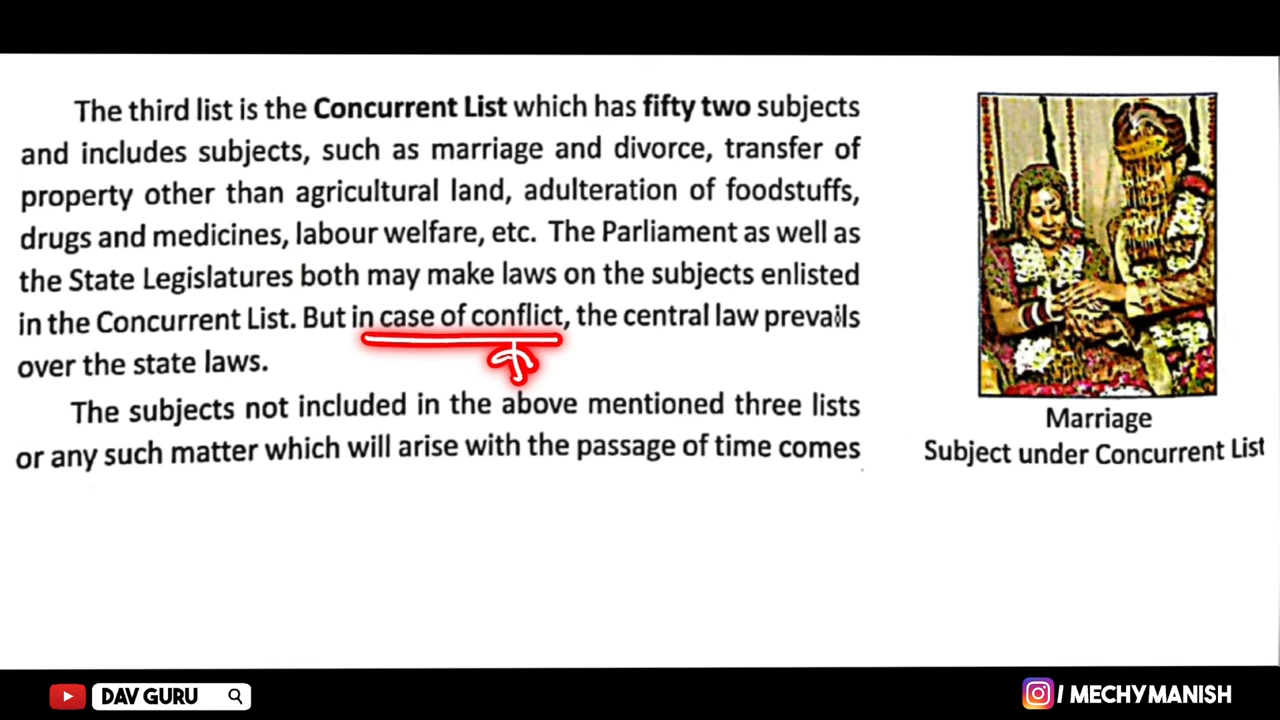 The third list is the Concurrent List which has fifty two subjects
and includes subjects, such as marriage and divorce, transfer of
property other than agricultural land, adulteration of foodstuffs,
drugs and medicines, labour welfare, etc. The Parliament as well as
the State Legislatures both may make laws on the subjects enlisted
in the Concurrent List. But in case of conflict, the central law prevails
over the state laws.
The subjects not included in the above mentioned three lists
or any such matter which will arise with the passage of time comes
Marriage
Subject under Concurrent List
DAV GURU
/ MECHYMANISH